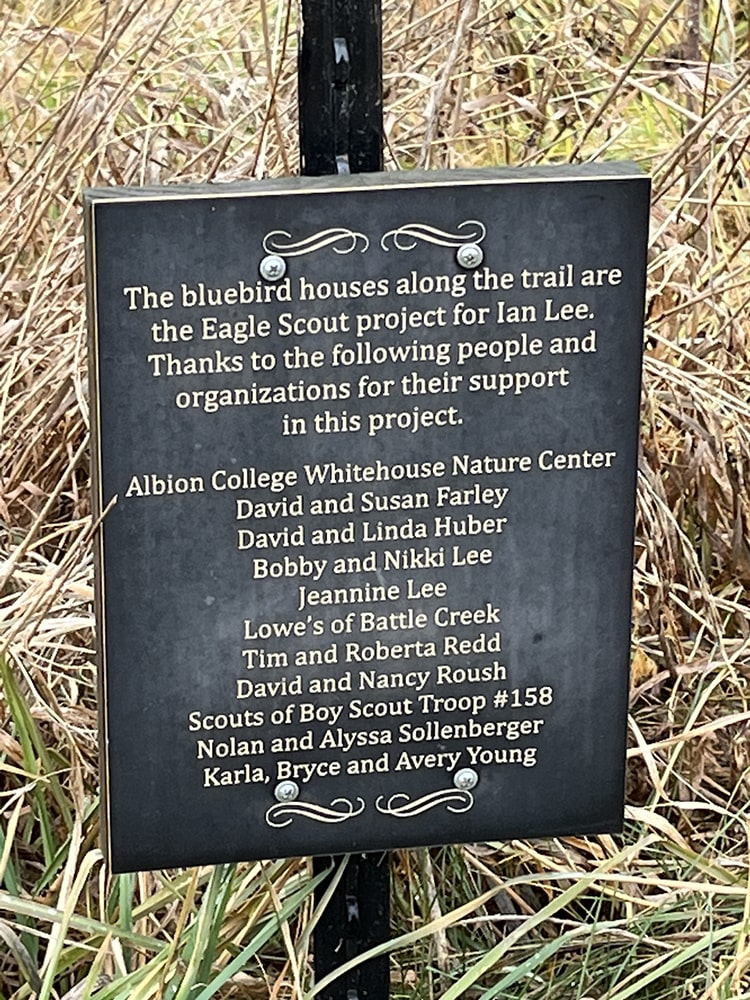 The bluebird houses along the trail are
the Eagle Scout project for Ian Lee.
Thanks to the following people and
organizations for their support
in this project.
Albion College Whitehouse Nature Center
David and Susan Farley
David and Linda Huber
Bobby and Nikki Lee
Jeannine Lee
Lowe's of Battle Creek
Tim and Roberta Redd
David and Nancy Roush
Scouts of Boy Scout Troop #158
Nolan and Alyssa Sollenberger
Karla, Bryce and Avery Young